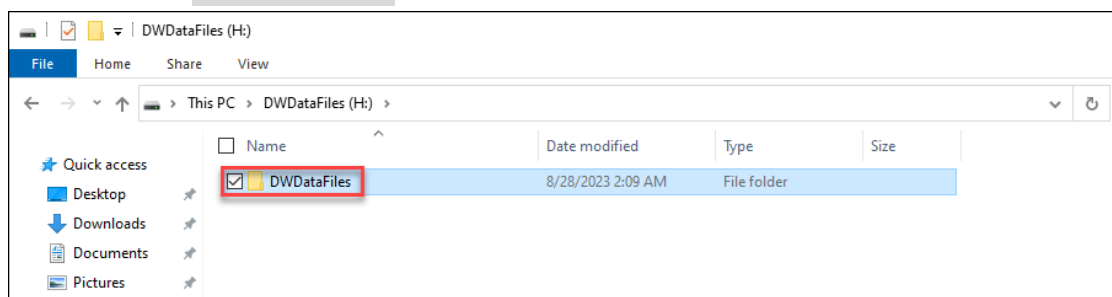 DWDataFiles (H:)
File Home Share View
This PC > DWDataFiles (H:) >
Name Date modified Type Size
Quick access
DWDataFiles 8/28/2023 2:09 AM File folder
Desktop
Downloads
Documents
Pictures